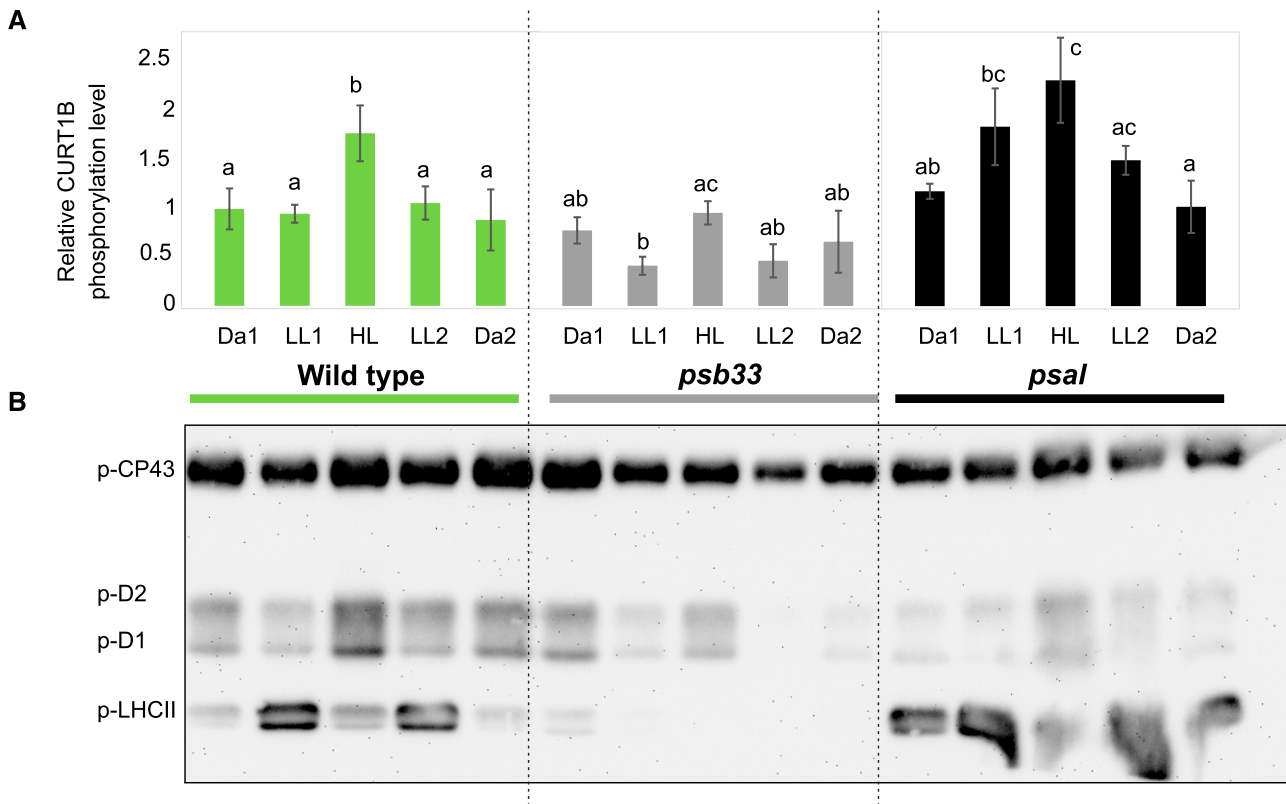 A
Relative CURT1B
phosphorylation level
2.5
2
1.5
1
0.5
0
a
a
b
a
a
ab
b
ac
ab
ab
ab
bc
c
ac
a
Da1 LL1 HL LL2 Da2 Da1 LL1 HL LL2 Da2 Da1 LL1 HL LL2 Da2
Wild type psb33 psaI
B
p-CP43
p-D2
p-D1
p-LHCII